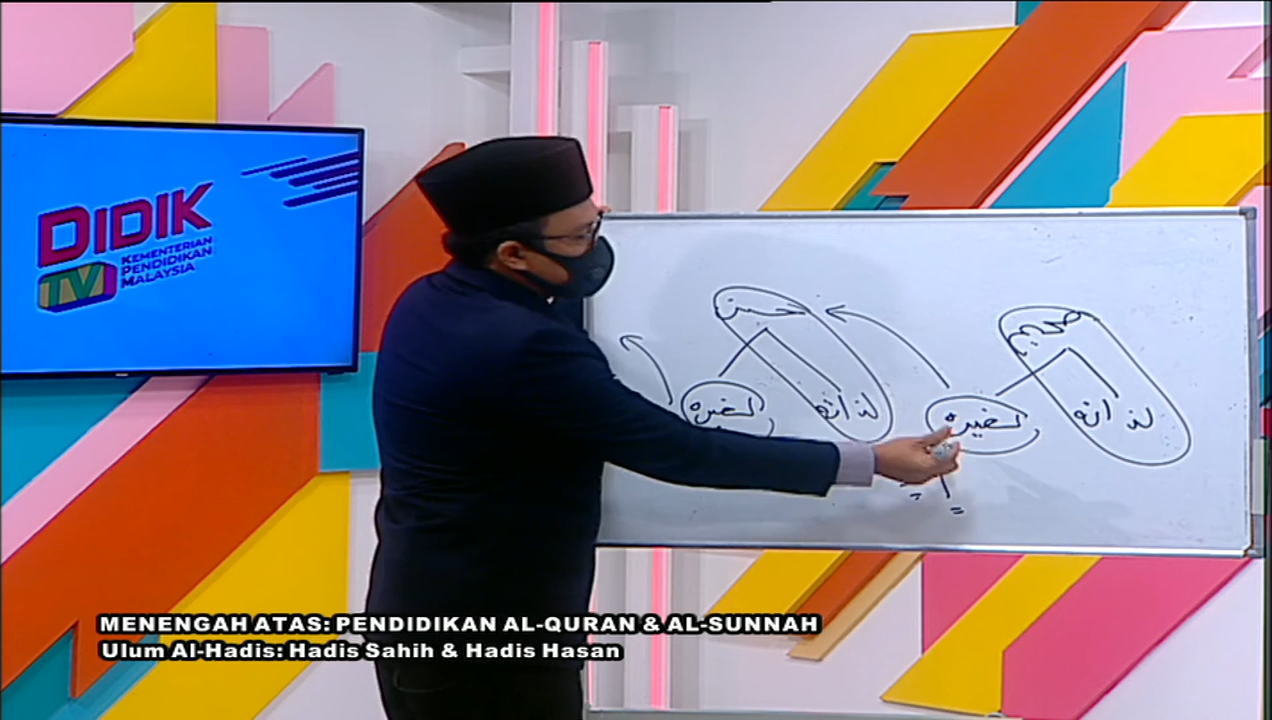 DIDIK
TV
KEMENTERIAN
PENDIDIKAN
MALAYSIA
صحيح
لذاته
لغيره
حسن
لذاته
لغيره
MENENGAH ATAS: PENDIDIKAN AL-QURAN & AL-SUNNAH
Ulum Al-Hadis: Hadis Sahih & Hadis Hasan